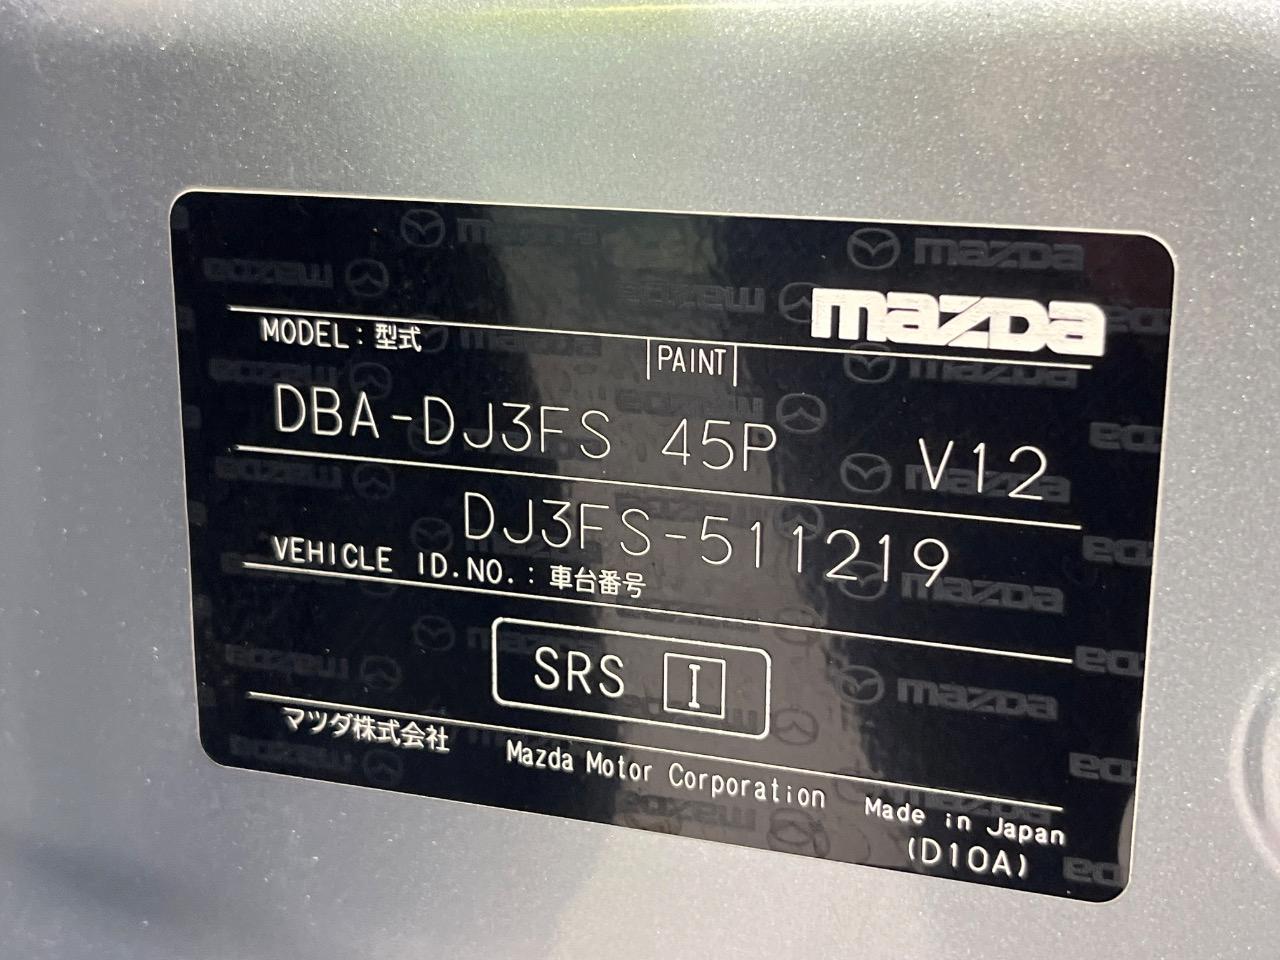 mazda
MODEL：型式
PAINT
DBA-DJ3FS 45P V12
DJ3FS-511219
VEHICLE ID.NO.：車台番号
SRS I
マツダ株式会社 Mazda Motor Corporation Made in Japan
(D10A)